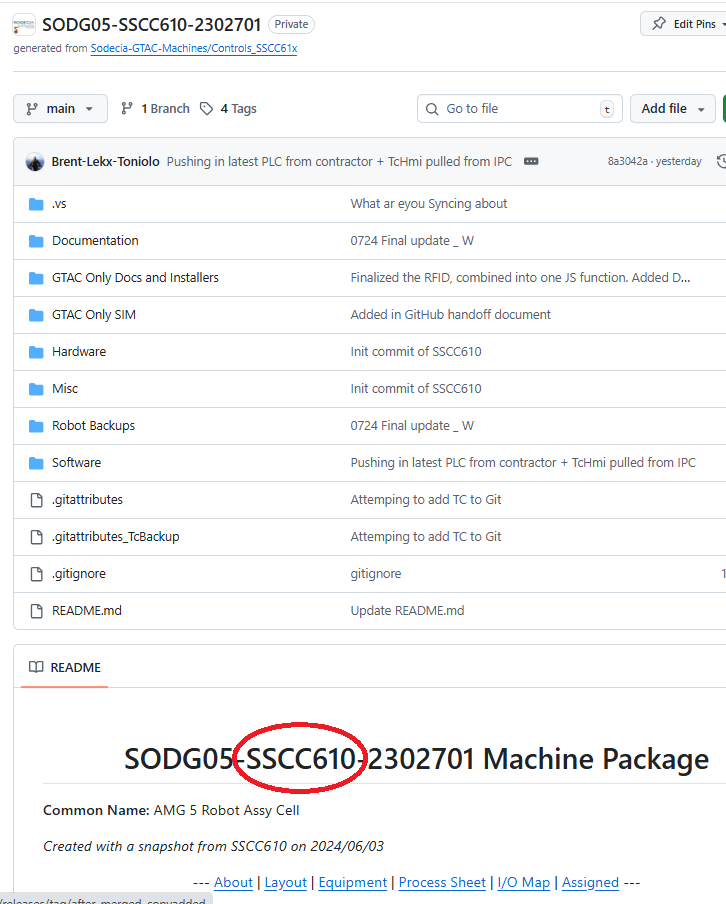 SODG05-SSCC610-2302701 Private Edit Pins
generated from Sodecia-GTAC-Machines/Controls_SSCC61x
main 1 Branch 4 Tags Go to file t Add file
Brent-Lekx-Toniolo Pushing in latest PLC from contractor + TcHmi pulled from IPC 8a3042a · yesterday
.vs What ar eyou Syncing about
Documentation 0724 Final update _ W
GTAC Only Docs and Installers Finalized the RFID, combined into one JS function. Added D...
GTAC Only SIM Added in GitHub handoff document
Hardware Init commit of SSCC610
Misc Init commit of SSCC610
Robot Backups 0724 Final update _ W
Software Pushing in latest PLC from contractor + TcHmi pulled from IPC
.gitattributes Attemping to add TC to Git
.gitattributes_TcBackup Attemping to add TC to Git
.gitignore gitignore 1
README.md Update README.md
README
SODG05-SSCC610-2302701 Machine Package
Common Name: AMG 5 Robot Assy Cell
Created with a snapshot from SSCC610 on 2024/06/03
--- About | Layout | Equipment | Process Sheet | I/O Map | Assigned ---